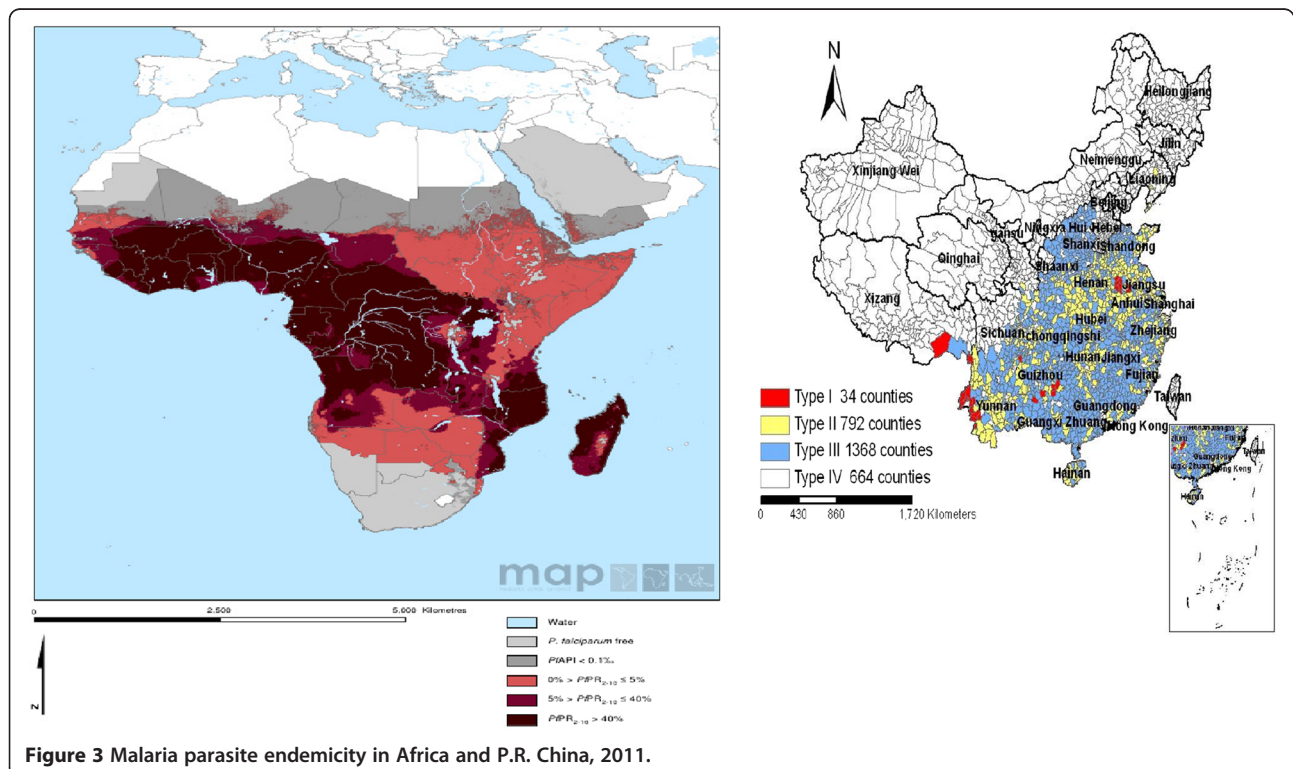 map
0 2,500 5,000 Kilometres
Water
P. falciparum free
PfAPI < 0.1‰
0% > PfPR2-10 ≤ 5%
5% > PfPR2-10 ≤ 40%
PfPR2-10 > 40%
Z
N
Heilongjiang
Jilin
Neimenggu
Liaoning
Xinjiang Wei
Beijing
Ningxia Hui Hebei
gansu
Shanxi Shandong
Qinghai
Shaanxi
Henan Jiangsu
Xizang
Anhui Shanghai
Hubei
Sichuan chongqingshi Zhejiang
Hunan Jiangxi
Guizhou Fujian
Yunnan Guangdong Taiwan
Guangxi Zhuang Hong Kong
Hainan
Type I 34 counties
Type II 792 counties
Type III 1368 counties
Type IV 664 counties
0 430 860 1,720 Kilometers
Guangdong
Hong Kong
Figure 3 Malaria parasite endemicity in Africa and P.R. China, 2011.